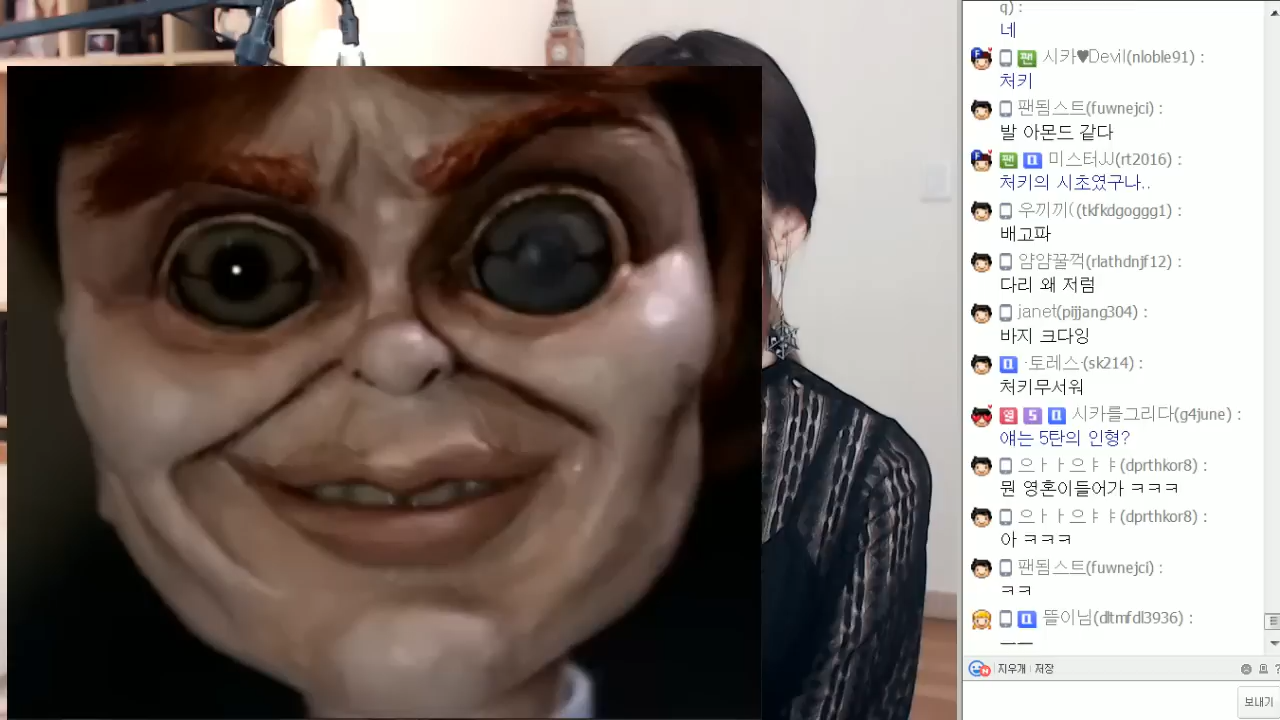 q) :
네
팬 시카♥Devil(nloble91) :
처키
팬됨스트(fuwnejci) :
발 아몬드 같다
팬 미스터JJ(rt2016) :
처키의 시초였구나..
우끼끼((tkfkdgoggg1) :
배고파
얌얌꿀꺽(rlathdnjf12) :
다리 왜 저럼
janet(pijjang304) :
바지 크다잉
·토레스·(sk214) :
처키무서워
열 5 시카를그리다(g4june) :
얘는 5탄의 인형?
으ㅏㅏ으ㅑㅑ(dprthkor8) :
뭔 영혼이들어가 ㅋㅋㅋ
으ㅏㅏ으ㅑㅑ(dprthkor8) :
아 ㅋㅋㅋ
팬됨스트(fuwnejci) :
ㅋㅋ
뜰이님(dltmfdl3936) :
지우개 저장
보내기